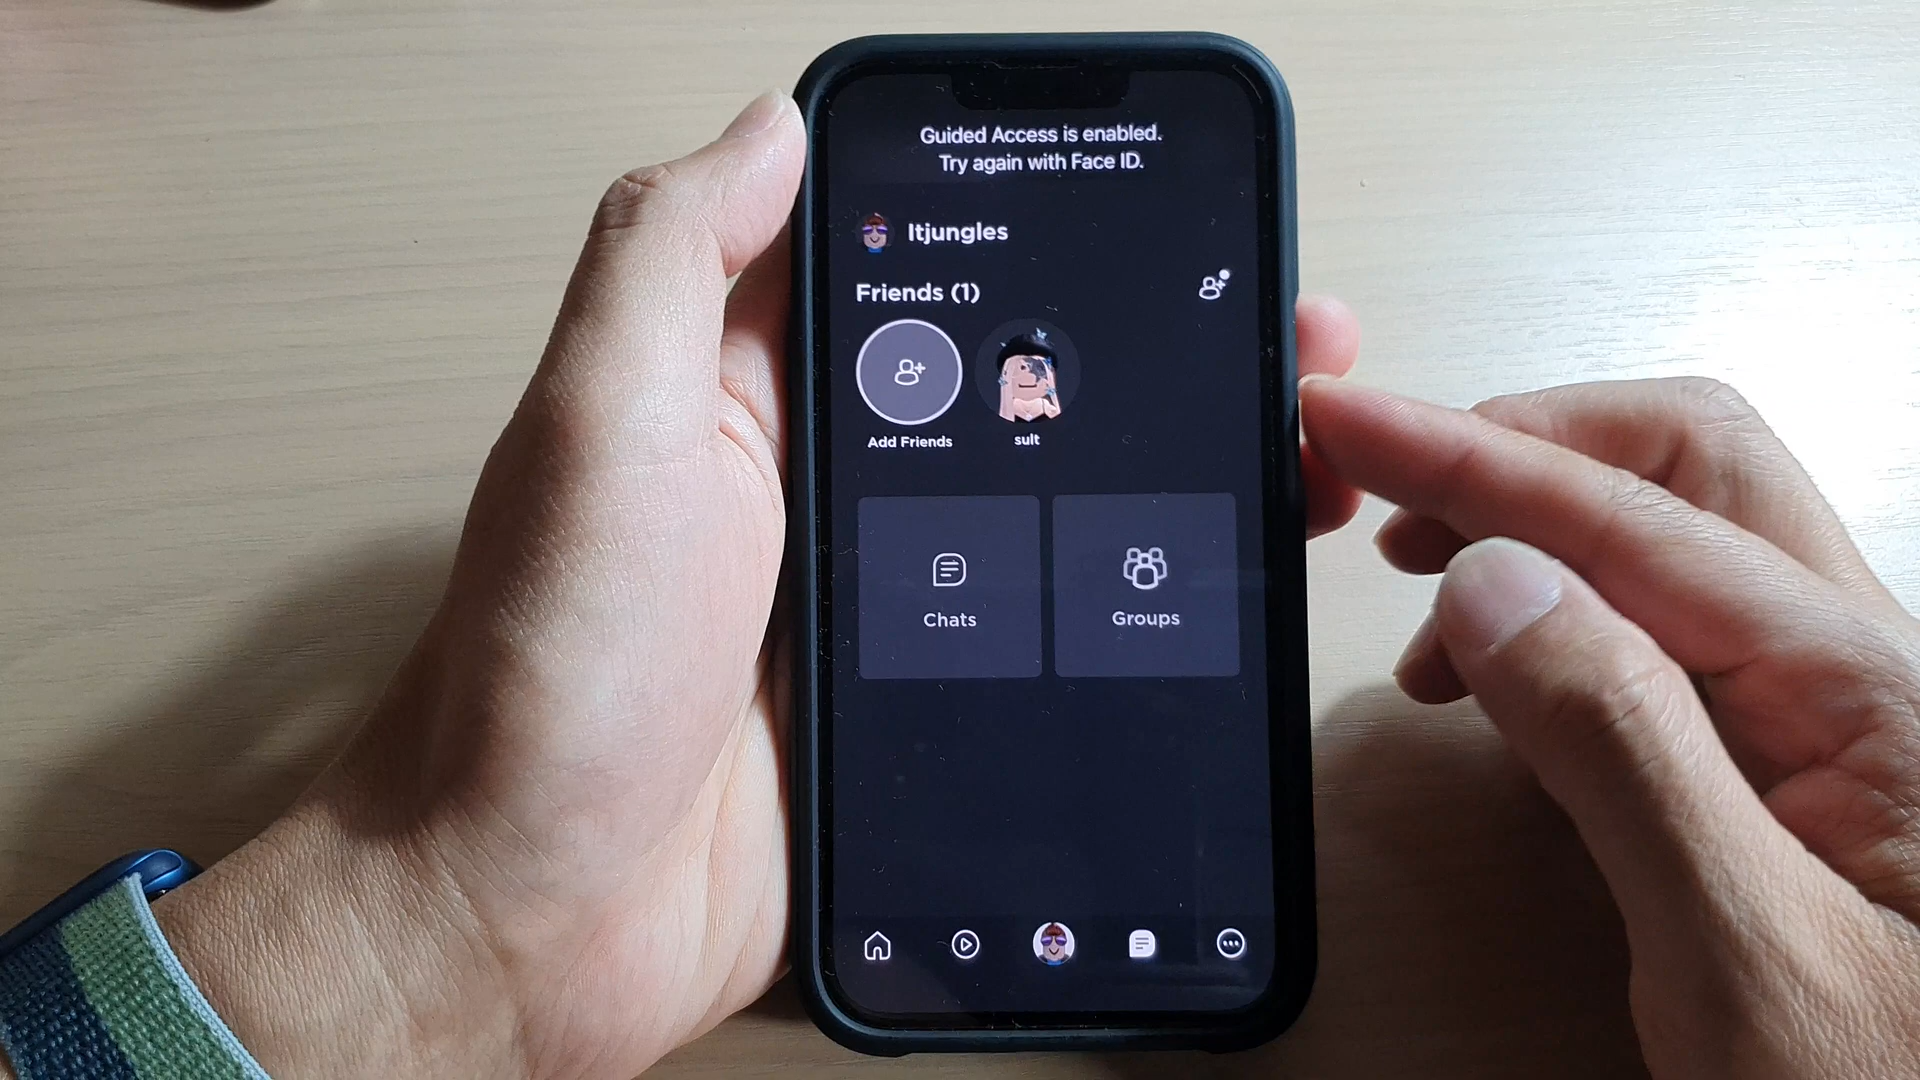 Guided Access is enabled.
Try again with Face ID.
Itjungles
Friends (1)
Add Friends
sult
Chats
Groups